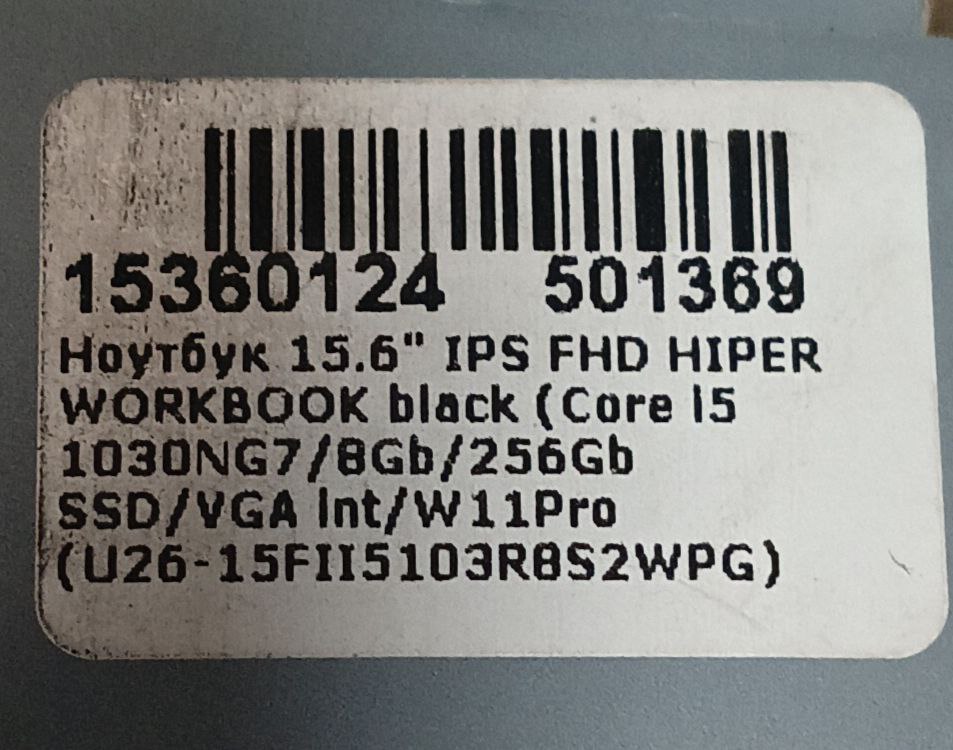 15360124 501369
Ноутбук 15.6" IPS FHD HIPER
WORKBOOK black (Core i5
1030NG7/8Gb/256Gb
SSD/VGA int/W11Pro
(U26-15FII5103R8S2WPG)